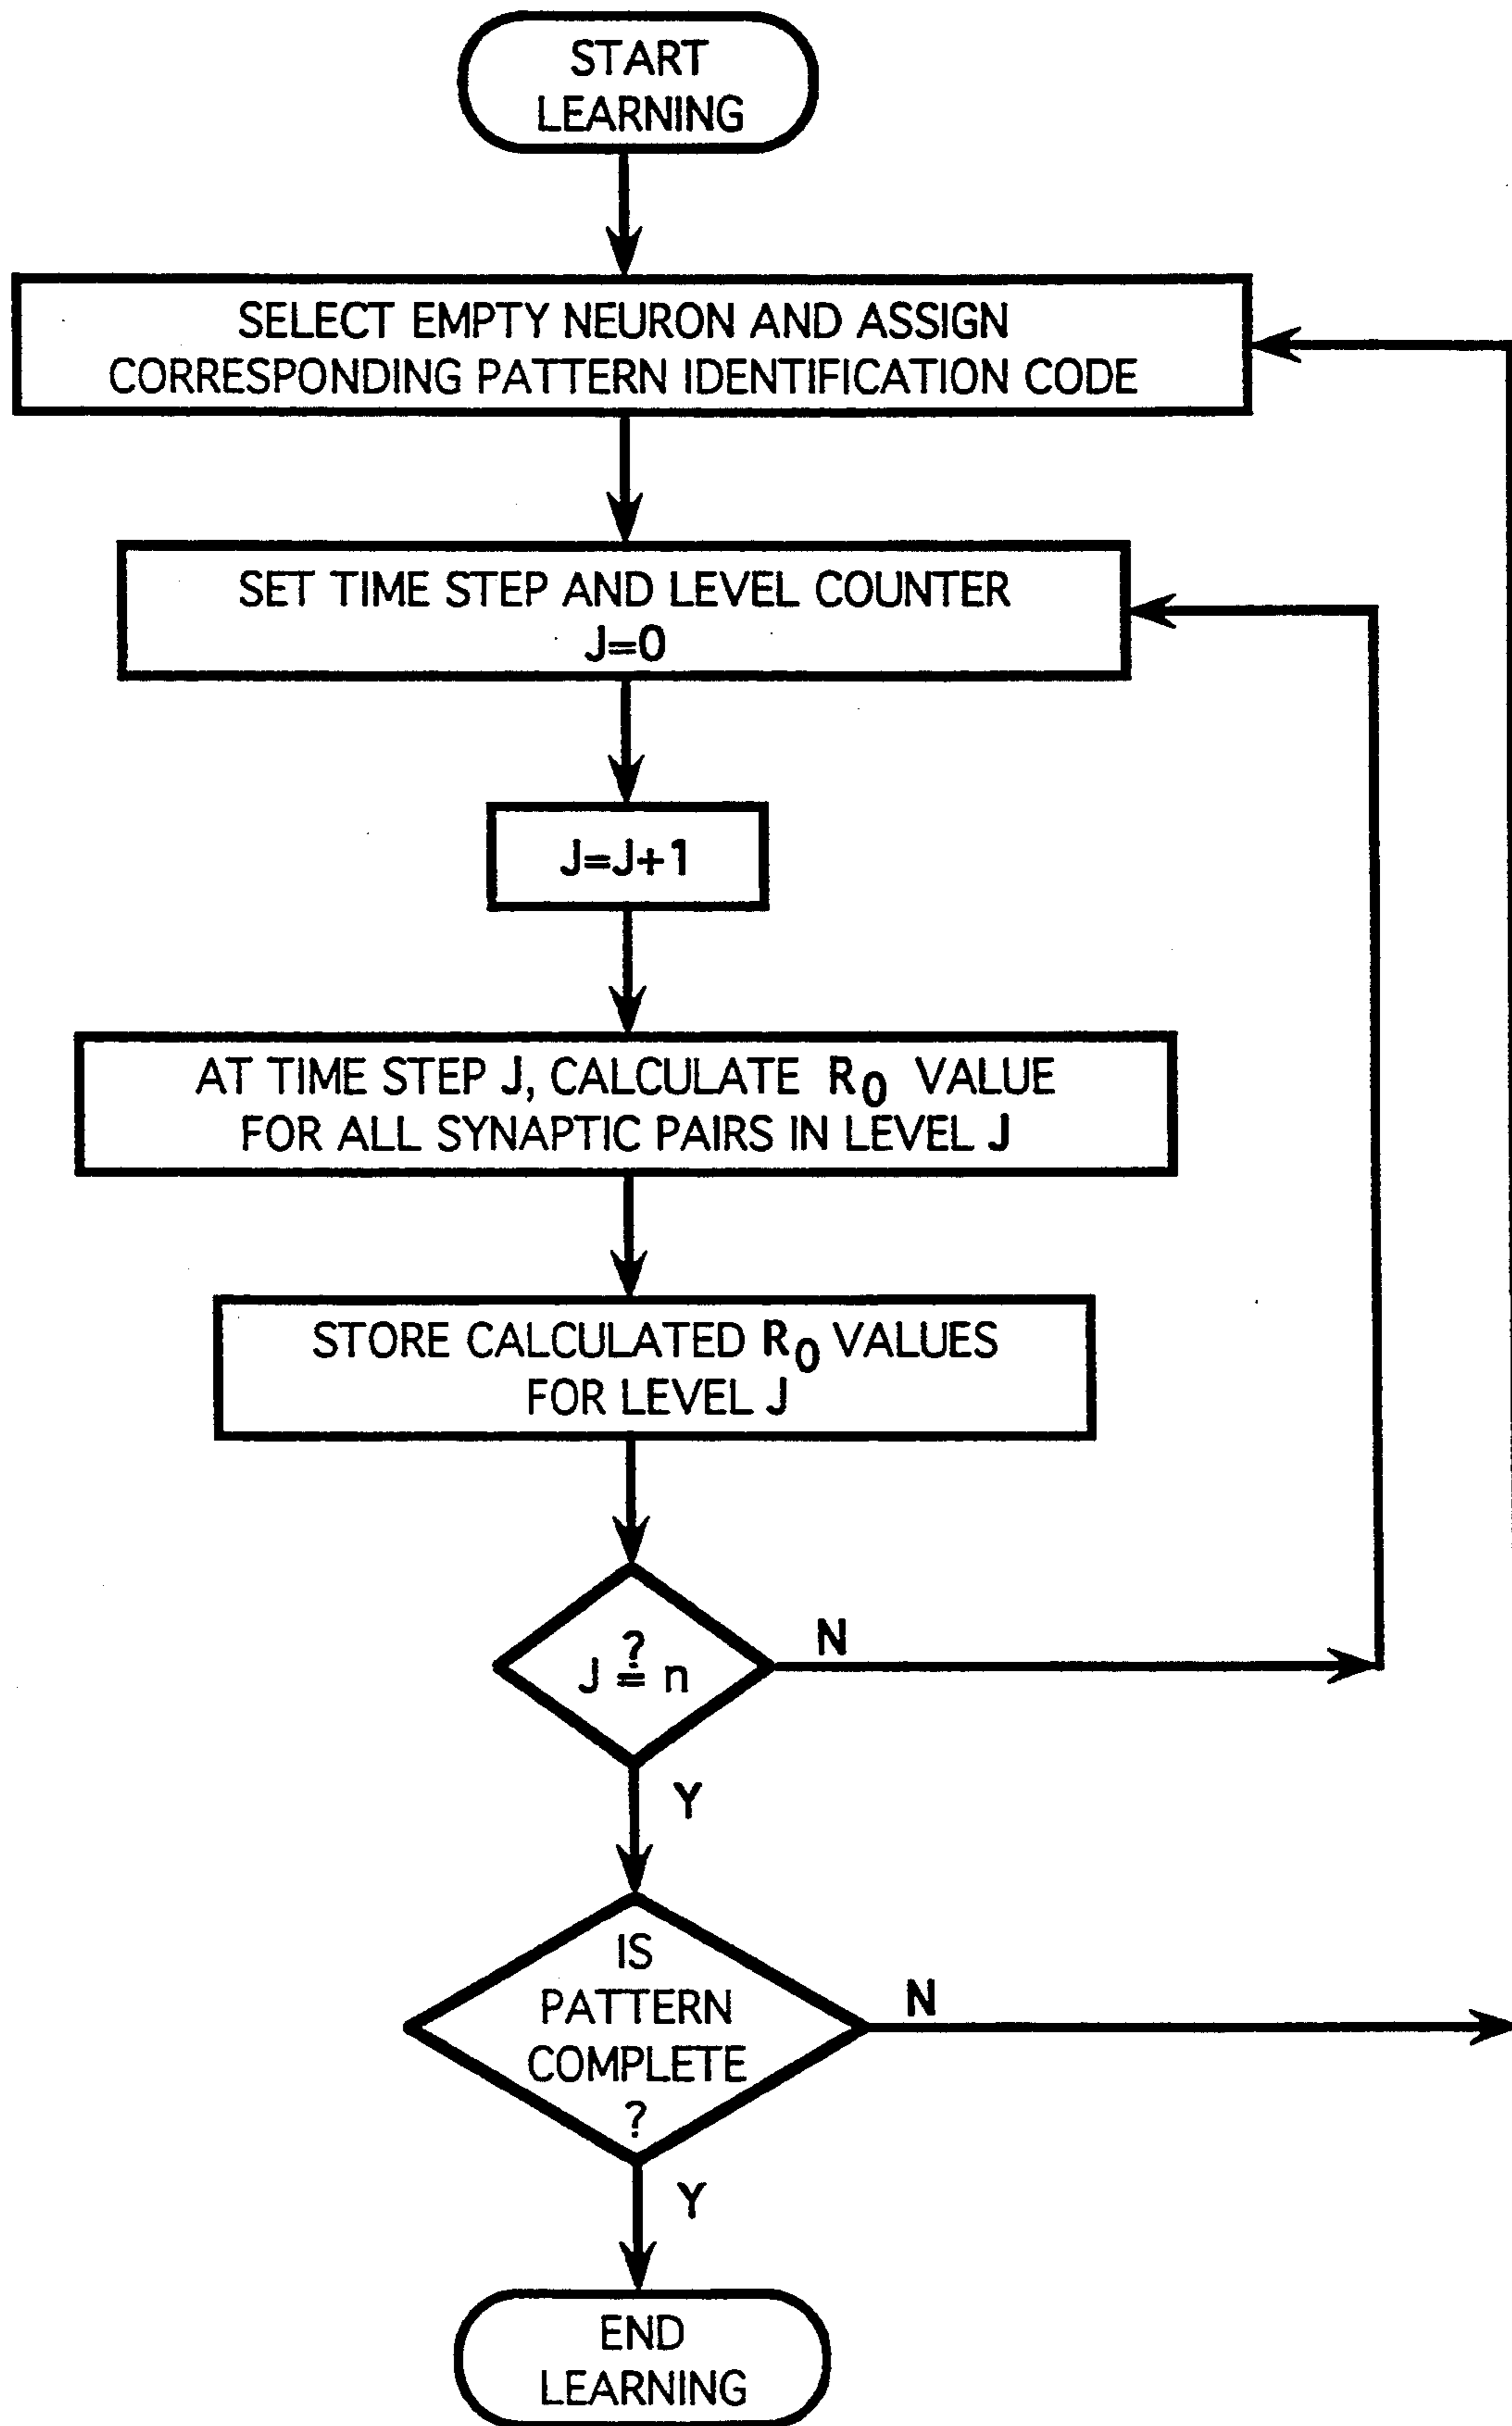 START
LEARNING
SELECT EMPTY NEURON AND ASSIGN
CORRESPONDING PATTERN IDENTIFICATION CODE
SET TIME STEP AND LEVEL COUNTER
J=0
J=J+1
AT TIME STEP J, CALCULATE R₀ VALUE
FOR ALL SYNAPTIC PAIRS IN LEVEL J
STORE CALCULATED R₀ VALUES
FOR LEVEL J
?
J = n
N
Y
IS
PATTERN
COMPLETE
?
N
Y
END
LEARNING